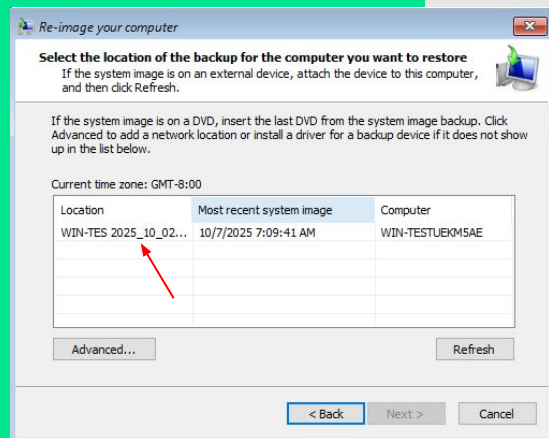 Re-image your computer
Select the location of the backup for the computer you want to restore
If the system image is on an external device, attach the device to this computer,
and then click Refresh.
If the system image is on a DVD, insert the last DVD from the system image backup. Click
Advanced to add a network location or install a driver for a backup device if it does not show
up in the list below.
Current time zone: GMT-8:00
Location Most recent system image Computer
WIN-TES 2025_10_02... 10/7/2025 7:09:41 AM WIN-TESTUEKM5AE
Advanced... Refresh
< Back Next > Cancel